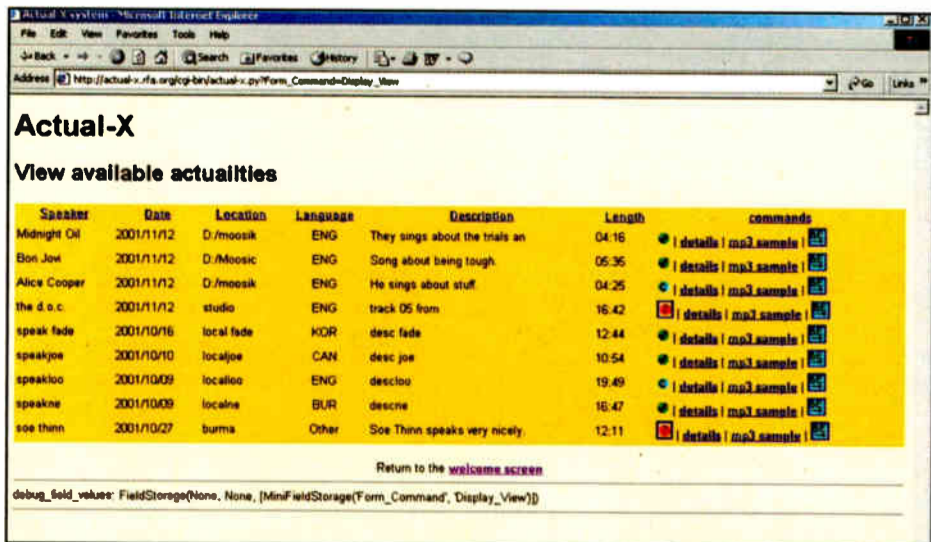 Actual X system - Microsoft Internet Explorer
File Edit View Favorites Tools Help
Back Search Favorites History
Address http://actual-x.rfa.org/cgi-bin/actual-x.py?Form_Command=Display_View Go Links »
Actual-X
View available actuailties
Speaker Date Location Language Description Length commands
Midnight Oil 2001/11/12 D:/moosik ENG They sings about the trials an 04:16 | details | mp3 sample |
Bon Jovi 2001/11/12 D:/Moosic ENG Song about being tough. 05:35 | details | mp3 sample |
Alice Cooper 2001/11/12 D:/moosik ENG He sings about stuff. 04:25 | details | mp3 sample |
the d.o.c. 2001/11/12 studio ENG track 05 from 16:42 | details | mp3 sample |
speak fade 2001/10/16 local fade KOR desc fade 12:44 | details | mp3 sample |
speakjoe 2001/10/10 localjoe CAN desc joe 10:54 | details | mp3 sample |
speakloo 2001/10/09 localloo ENG descloo 19:49 | details | mp3 sample |
speakne 2001/10/09 localne BUR descne 16:47 | details | mp3 sample |
soe thinn 2001/10/27 burma Other Soe Thinn speaks very nicely. 12:11 | details | mp3 sample |
Return to the welcome screen
debug_field_values: FieldStorage(None, None, [MiniFieldStorage('Form_Command', 'Display_View')])